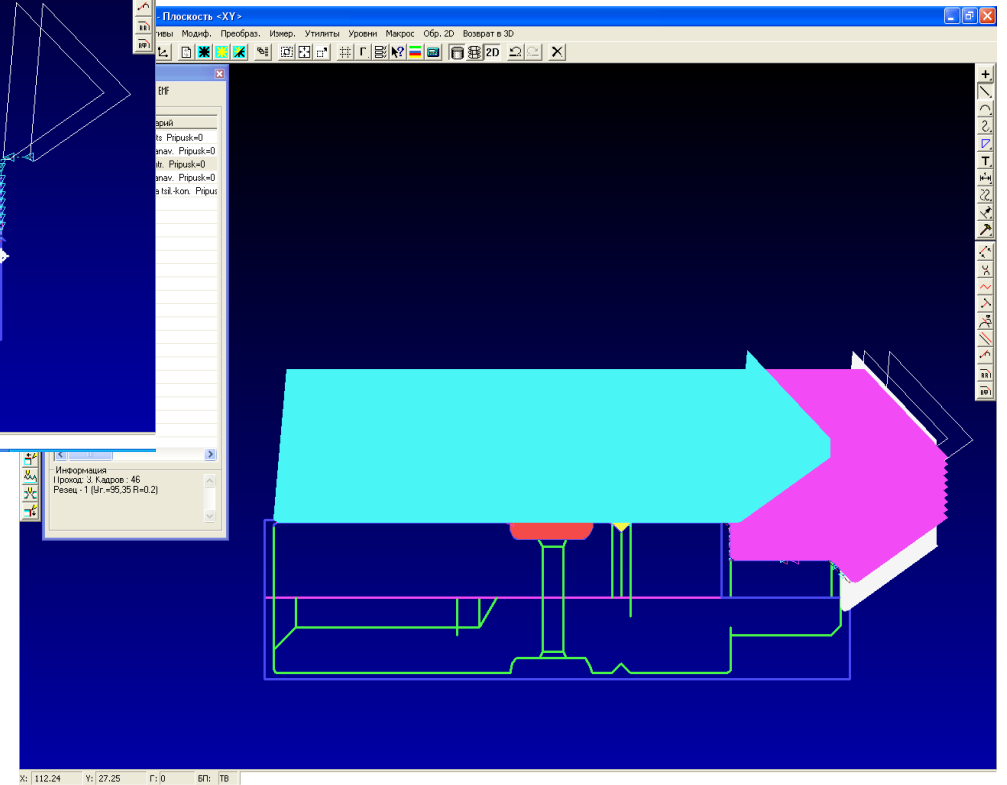 - Плоскость <XY>
ивы Модиф. Преобраз. Измер. Утилиты Уровни Макрос Обр. 2D Возврат в 3D
2D
EMF
арий
ts Pripusk=0
anav. Pripusk=0
ntr. Pripusk=0
anav. Pripusk=0
a tsil.-kon. Pripus
Информация
Проход: 3. Кадров : 46
Резец - 1 (Уг.=95,35 R=0.2)
X: 112.24 Y: 27.25 Г: 0 БП: ТВ